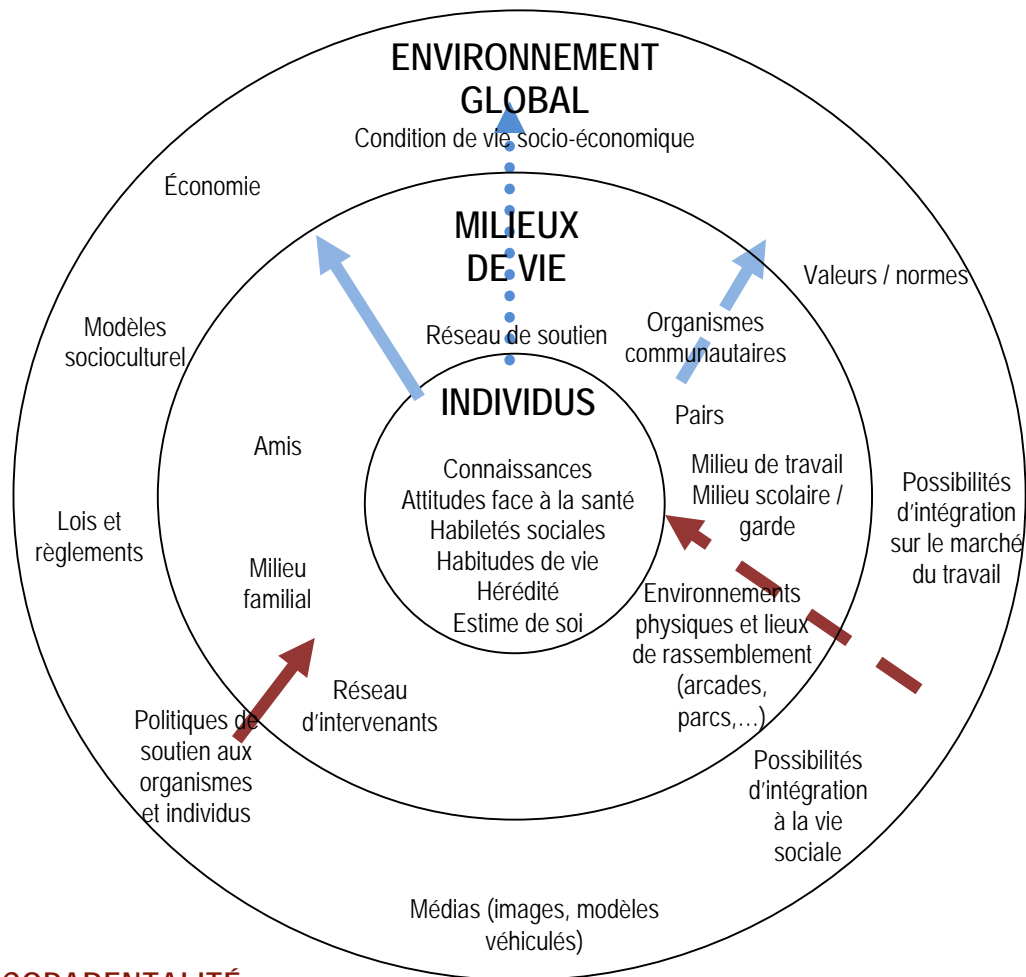 ENVIRONNEMENT
GLOBAL
Condition de vie socio-économique
Économie
MILIEUX
DE VIE
Valeurs / normes
Modèles
socioculturel
Réseau de soutien
Organismes
communautaires
INDIVIDUS
Pairs
Amis
Connaissances
Attitudes face à la santé
Habiletés sociales
Habitudes de vie
Hérédité
Estime de soi
Milieu de travail
Milieu scolaire /
garde
Possibilités
d'intégration
sur le marché
du travail
Lois et
règlements
Milieu
familial
Environnements
physiques et lieux
de rassemblement
(arcades,
parcs,…)
Réseau
d'intervenants
Politiques de
soutien aux
organismes
et individus
Possibilités
d'intégration
à la vie
sociale
Médias (images, modèles
véhiculés)
COPARENTALITÉ